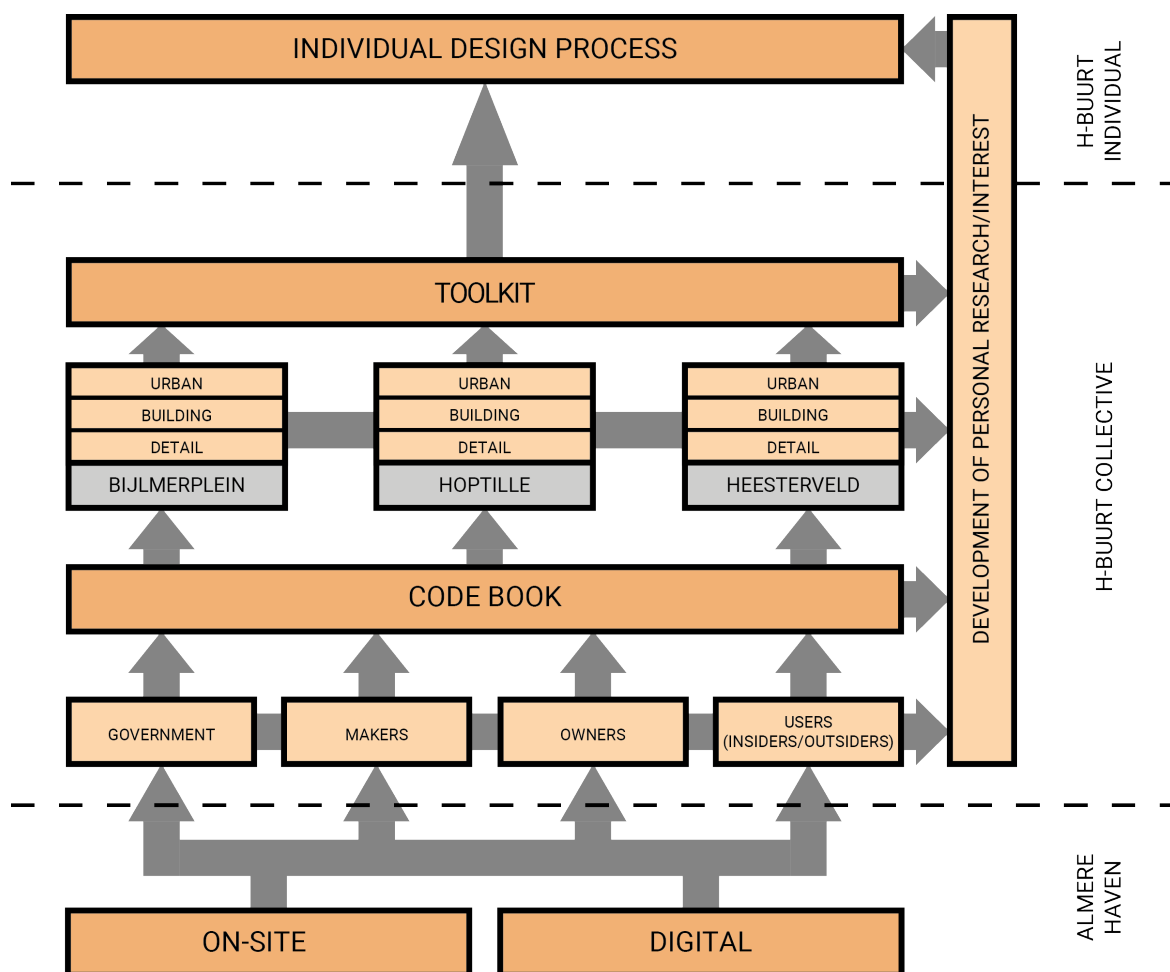 INDIVIDUAL DESIGN PROCESS
H-BUURT
INDIVIDUAL
DEVELOPMENT OF PERSONAL RESEARCH/INTEREST
TOOLKIT
URBAN
BUILDING
DETAIL
BIJLMERPLEIN
URBAN
BUILDING
DETAIL
HOPTILLE
URBAN
BUILDING
DETAIL
HEESTERVELD
H-BUURT COLLECTIVE
CODE BOOK
GOVERNMENT
MAKERS
OWNERS
USERS
(INSIDERS/OUTSIDERS)
ALMERE
HAVEN
ON-SITE
DIGITAL